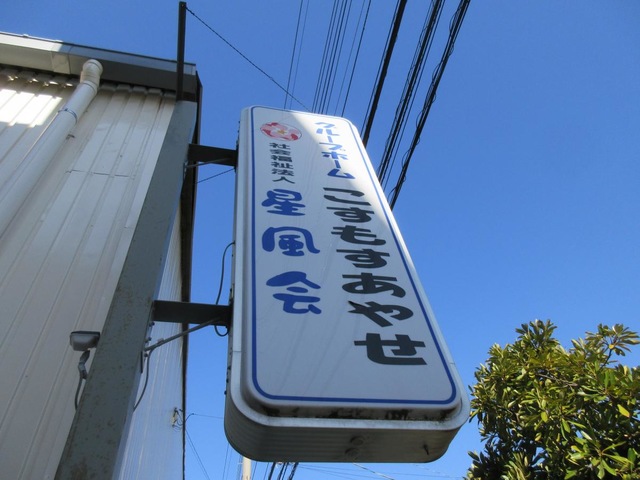 グループホーム
こすもすあやせ
社会福祉法人
星風会